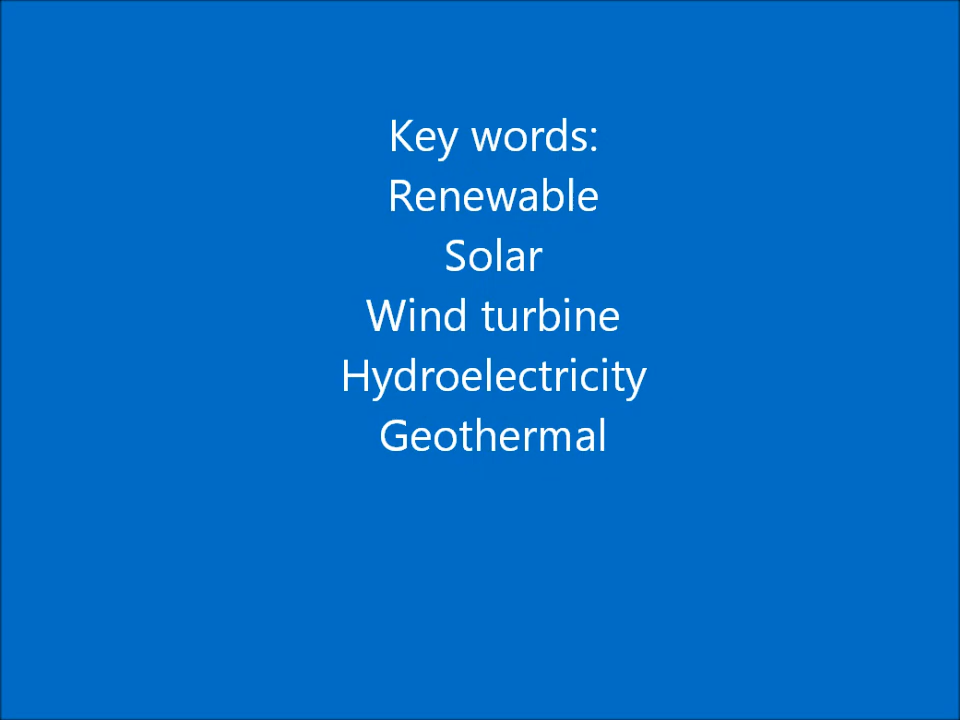 Key words:
Renewable
Solar
Wind turbine
Hydroelectricity
Geothermal